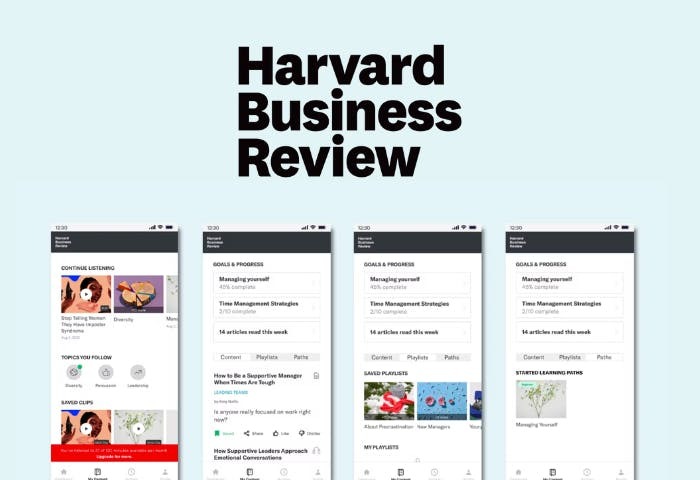 Harvard
Business
Review
12:30
Harvard
Business
Review
CONTINUE LISTENING
Stop Telling Women
They Have Imposter
Syndrome
Diversity
TOPICS YOU FOLLOW
Diversity
Persuasion
Leadership
SAVED CLIPS
Upgrade for more.
My Content
12:30
Harvard
Business
Review
GOALS & PROGRESS
Managing yourself
45% complete
Time Management Strategies
2/10 complete
14 articles read this week
Content Playlists Paths
How to Be a Supportive Manager
When Times Are Tough
LEADING TEAMS
Is anyone really focused on work right
now?
Saved Share Like Dislike
How Supportive Leaders Approach
Emotional Conversations
My Content
12:30
Harvard
Business
Review
GOALS & PROGRESS
Managing yourself
45% complete
Time Management Strategies
2/10 complete
14 articles read this week
Content Playlists Paths
SAVED PLAYLISTS
About Procrastination
New Managers
MY PLAYLISTS
My Content
12:30
Harvard
Business
Review
GOALS & PROGRESS
Managing yourself
45% complete
Time Management Strategies
2/10 complete
14 articles read this week
Content Playlists Paths
STARTED LEARNING PATHS
Managing Yourself
My Content